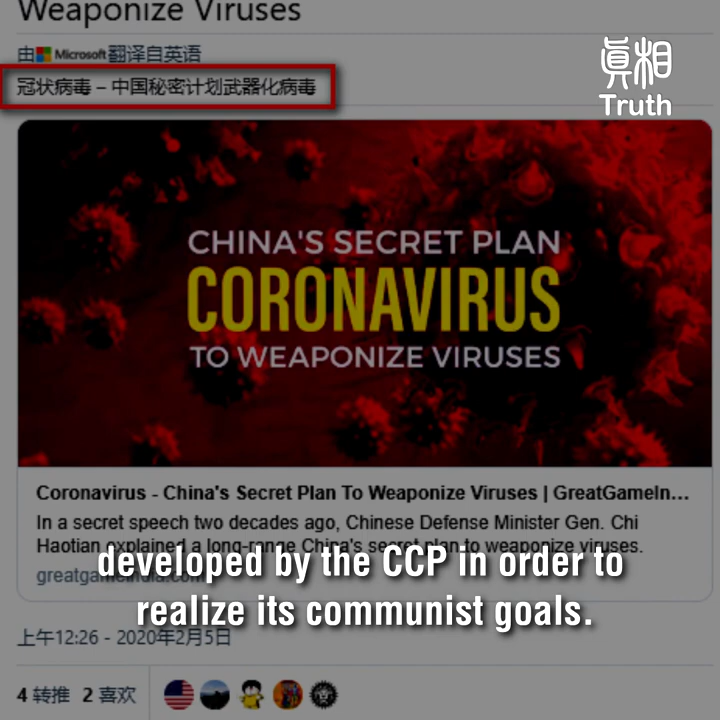 Weaponize Viruses
由 Microsoft 翻译自英语
冠状病毒 – 中国秘密计划武器化病毒
眞相
Truth
CHINA'S SECRET PLAN
CORONAVIRUS
TO WEAPONIZE VIRUSES
Coronavirus - China's Secret Plan To Weaponize Viruses | GreatGameIn...
In a secret speech two decades ago, Chinese Defense Minister Gen. Chi
Haotian explained a long-range China's secret plan to weaponize viruses.
greatgameindia.com
developed by the CCP in order to
realize its communist goals.
上午12:26 - 2020年2月5日
4 转推 2 喜欢